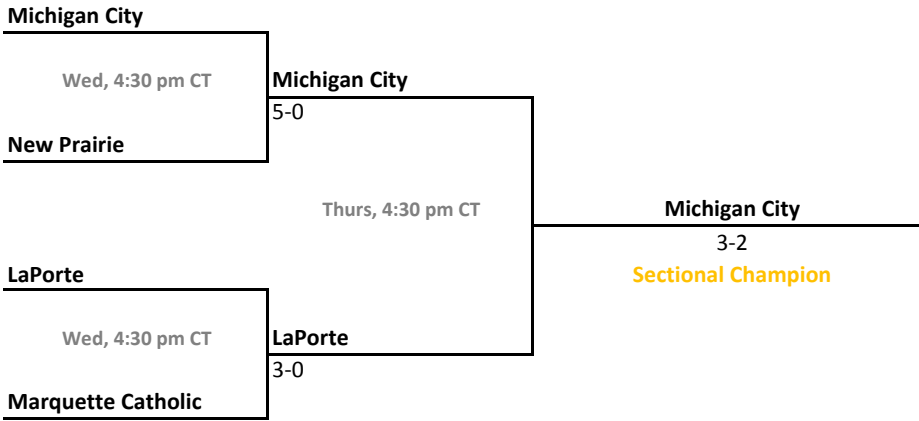 Michigan City
Wed, 4:30 pm CT
Michigan City
5-0
New Prairie
Thurs, 4:30 pm CT
Michigan City
3-2
Sectional Champion
LaPorte
Wed, 4:30 pm CT
LaPorte
3-0
Marquette Catholic